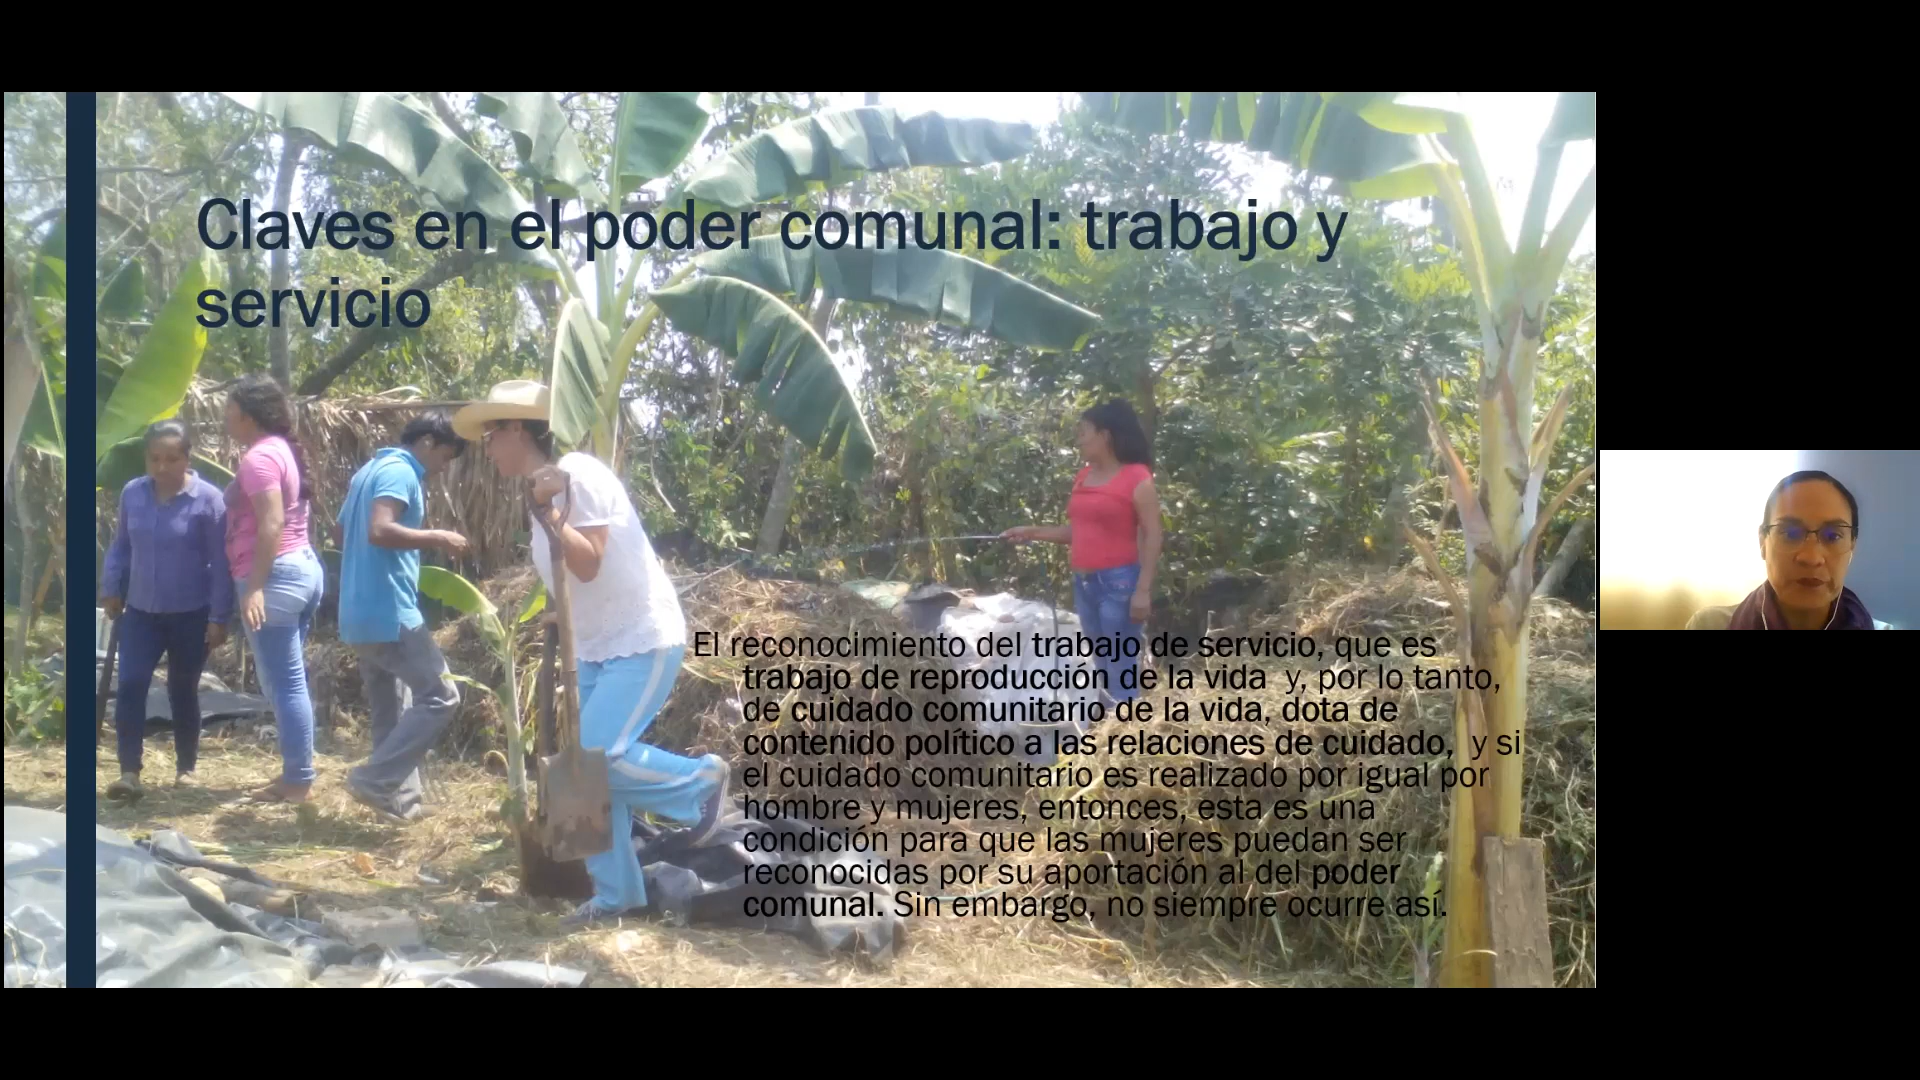 Claves en el poder comunal: trabajo y
servicio
El reconocimiento del trabajo de servicio, que es
trabajo de reproducción de la vida y, por lo tanto,
de cuidado comunitario de la vida, dota de
contenido político a las relaciones de cuidado, y si
el cuidado comunitario es realizado por igual por
hombre y mujeres, entonces, esta es una
condición para que las mujeres puedan ser
reconocidas por su aportación al del poder
comunal. Sin embargo, no siempre ocurre así.